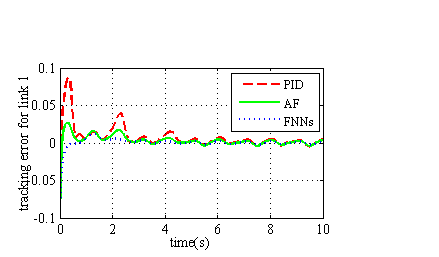 0.1
0.05
0
-0.05
-0.1
tracking error for link 1
PID
AF
FNNs
0 2 4 6 8 10
time(s)